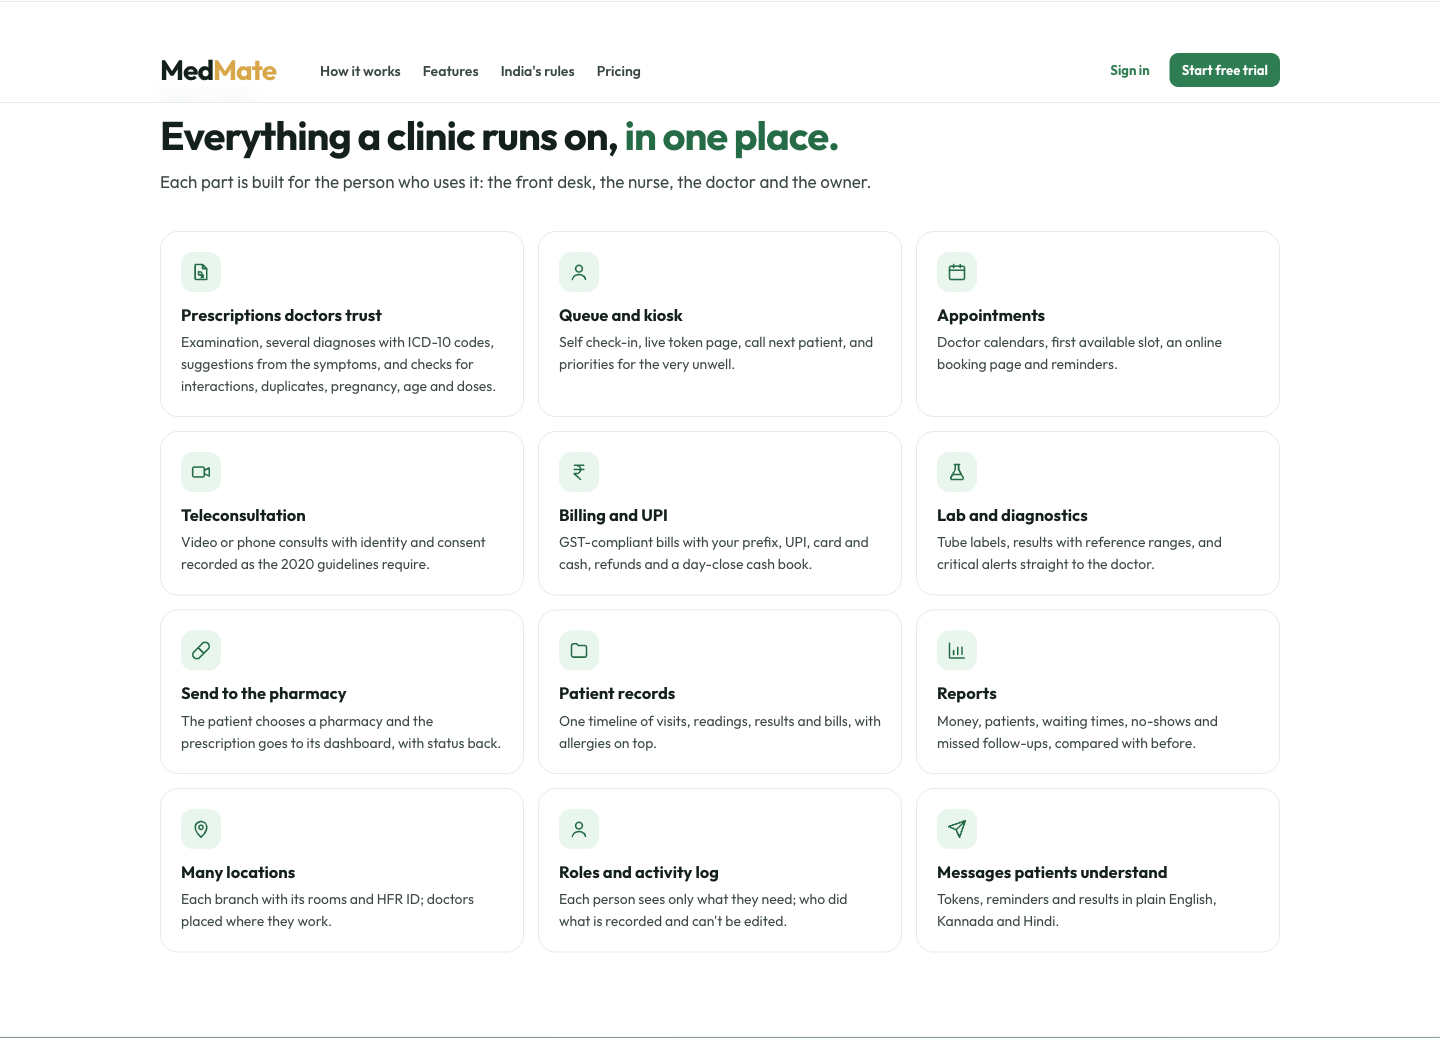 MedMate
How it works
Features
India's rules
Pricing
Sign in
Start free trial
Everything a clinic runs on, in one place.
Each part is built for the person who uses it: the front desk, the nurse, the doctor and the owner.
Prescriptions doctors trust
Examination, several diagnoses with ICD-10 codes,
suggestions from the symptoms, and checks for
interactions, duplicates, pregnancy, age and doses.
Queue and kiosk
Self check-in, live token page, call next patient, and
priorities for the very unwell.
Appointments
Doctor calendars, first available slot, an online
booking page and reminders.
Teleconsultation
Video or phone consults with identity and consent
recorded as the 2020 guidelines require.
Billing and UPI
GST-compliant bills with your prefix, UPI, card and
cash, refunds and a day-close cash book.
Lab and diagnostics
Tube labels, results with reference ranges, and
critical alerts straight to the doctor.
Send to the pharmacy
The patient chooses a pharmacy and the
prescription goes to its dashboard, with status back.
Patient records
One timeline of visits, readings, results and bills, with
allergies on top.
Reports
Money, patients, waiting times, no-shows and
missed follow-ups, compared with before.
Many locations
Each branch with its rooms and HFR ID; doctors
placed where they work.
Roles and activity log
Each person sees only what they need; who did
what is recorded and can't be edited.
Messages patients understand
Tokens, reminders and results in plain English,
Kannada and Hindi.